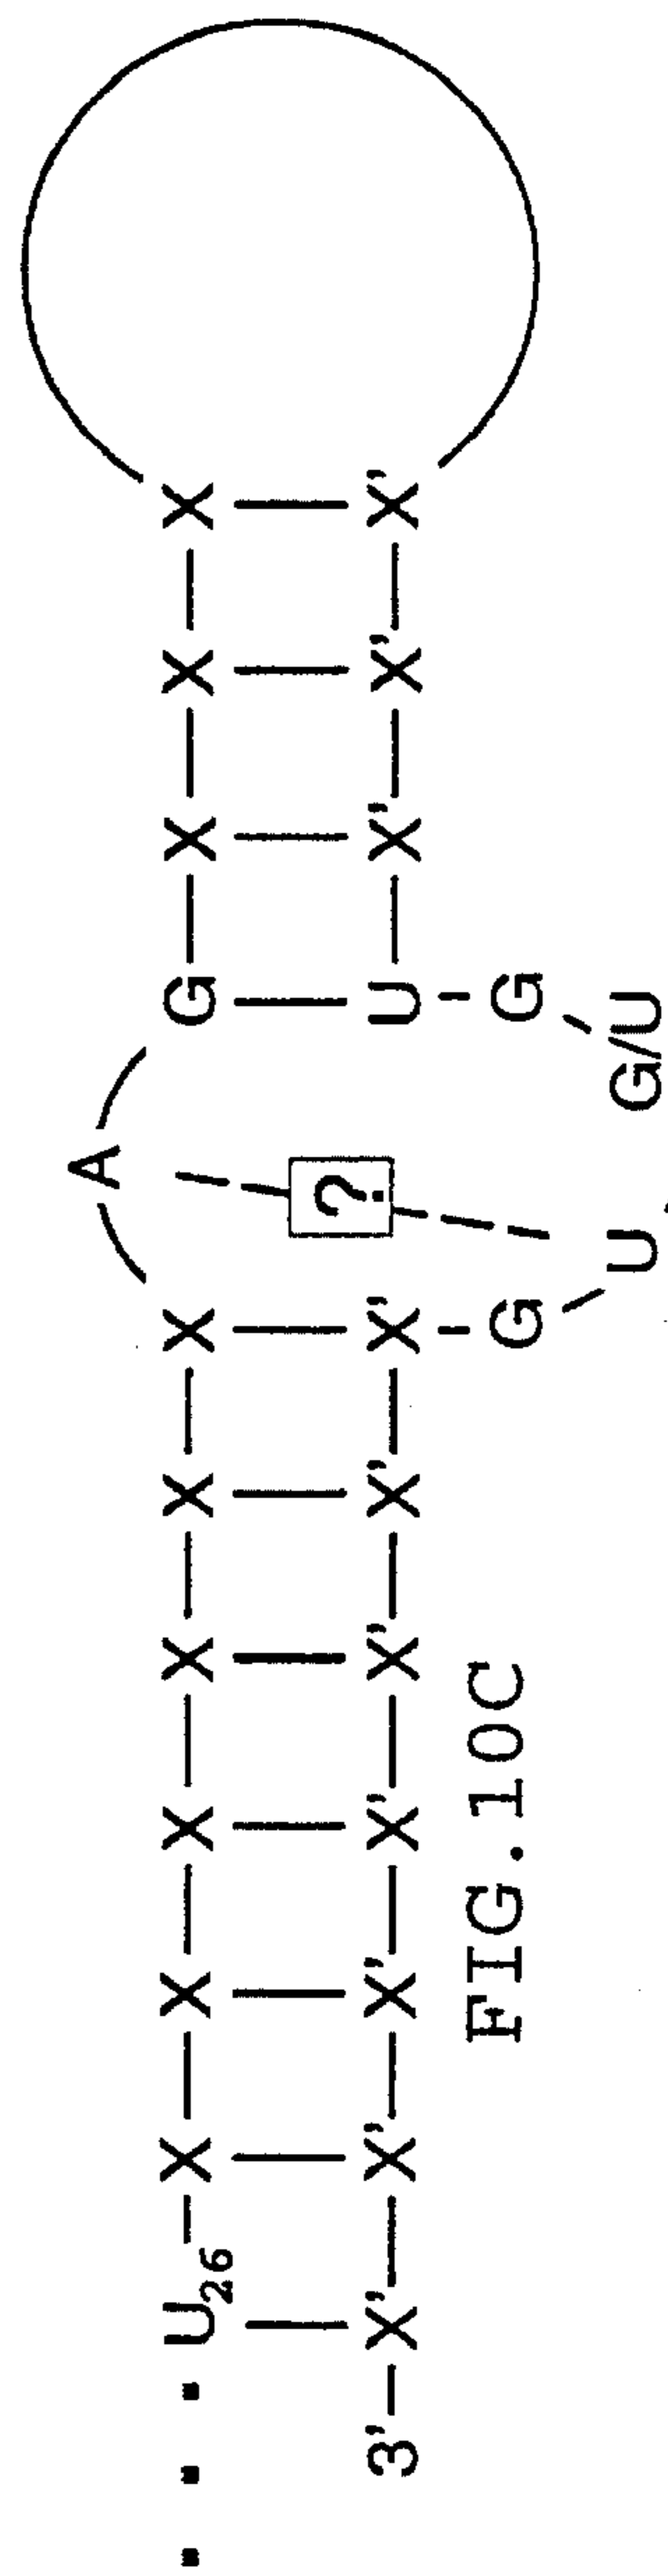 A
. . . U26–X–X–X–X–X–X G–X–X–X
?
3'–X'–X'–X'–X'–X'–X'–X' U–X'–X'–X'
G G
U G/U
FIG.10C